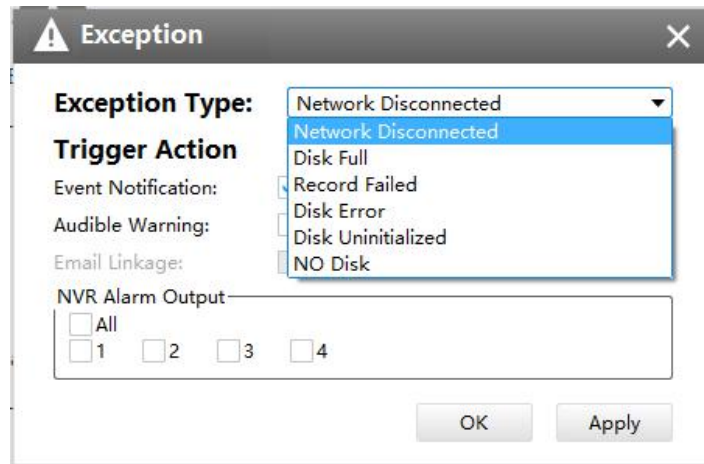 Exception
Exception Type: Network Disconnected
Network Disconnected
Trigger Action
Disk Full
Event Notification: Record Failed
Disk Error
Audible Warning:
Disk Uninitialized
Email Linkage: NO Disk
NVR Alarm Output
All
1 2 3 4
OK Apply